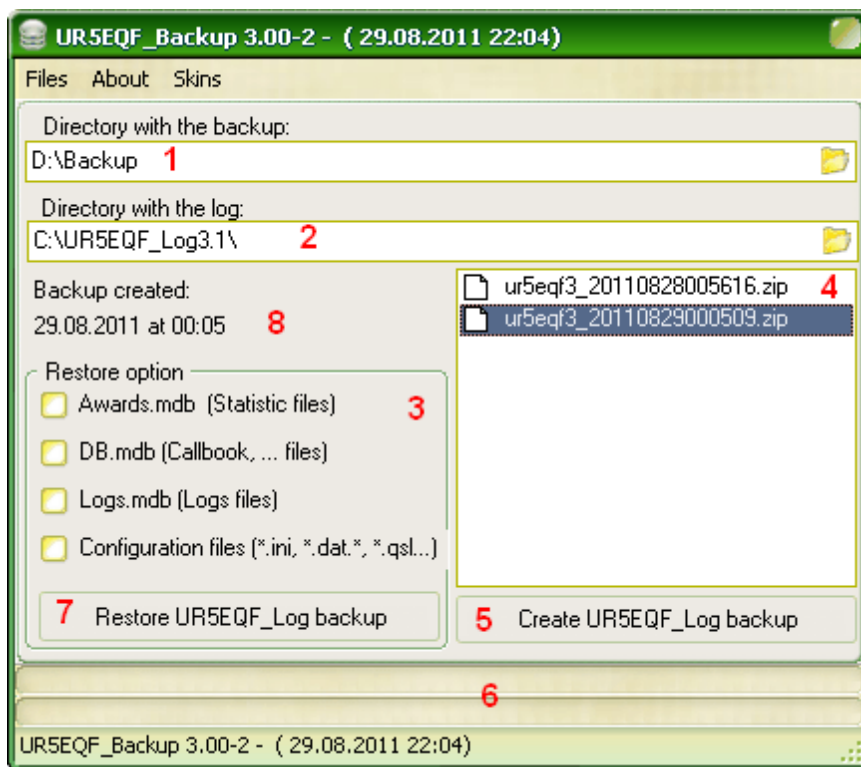 UR5EQF_Backup 3.00-2 - ( 29.08.2011 22:04)
Files About Skins
Directory with the backup:
D:\Backup 1
Directory with the log:
C:\UR5EQF_Log3.1\ 2
Backup created:
29.08.2011 at 00:05 8
ur5eqf3_20110828005616.zip 4
ur5eqf3_20110829000509.zip
Restore option
Awards.mdb (Statistic files) 3
DB.mdb (Callbook, ... files)
Logs.mdb (Logs files)
Configuration files (*.ini, *.dat.*, *.qsl...)
7 Restore UR5EQF_Log backup
5 Create UR5EQF_Log backup
6
UR5EQF_Backup 3.00-2 - ( 29.08.2011 22:04)